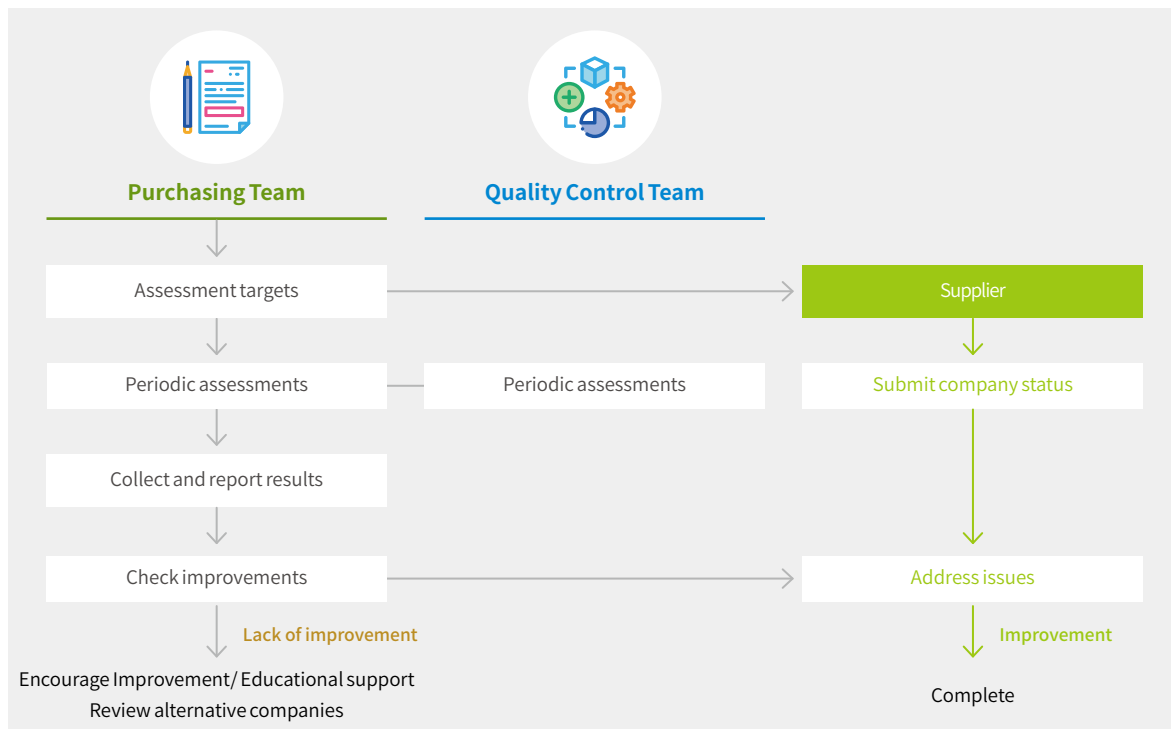 Purchasing Team
Quality Control Team
Assessment targets
Supplier
Periodic assessments
Periodic assessments
Submit company status
Collect and report results
Check improvements
Address issues
Lack of improvement
Improvement
Encourage Improvement/ Educational support
Review alternative companies
Complete